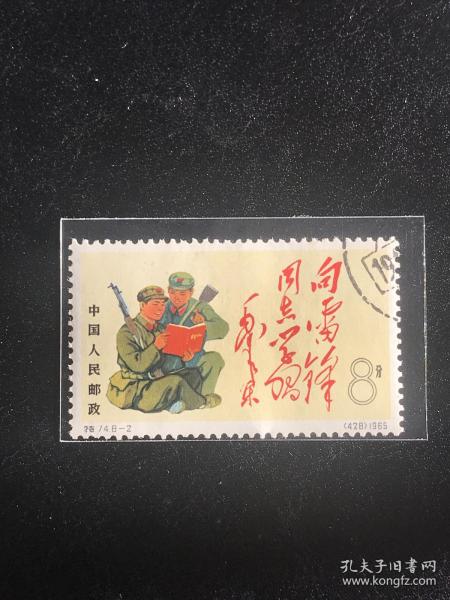 向雷锋
同志学习
毛泽东
中国人民邮政
8分
特74.8-2
(428)1965
19
孔夫子旧书网
www.kongfz.com